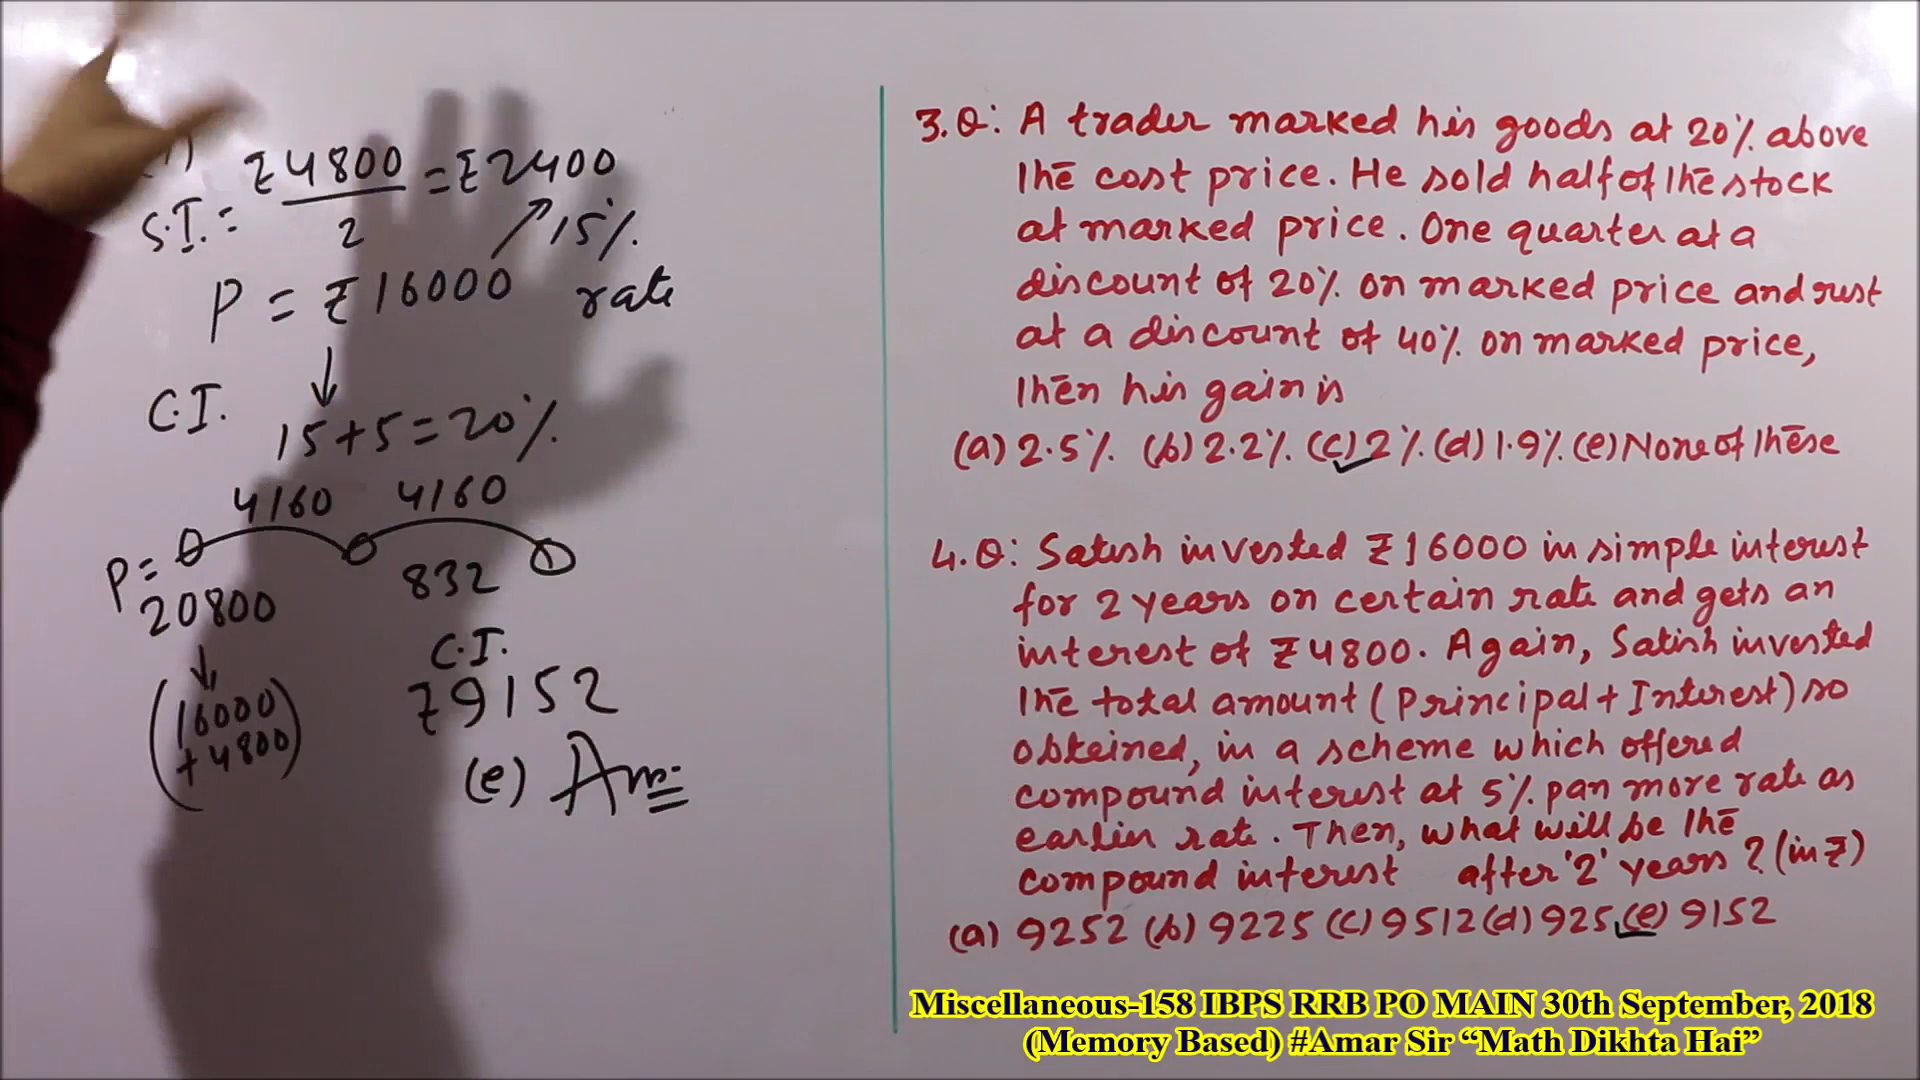 S.I. = ₹4800/2 = ₹2400
15%
P = ₹16000 rate
C.I.
15+5=20%
4160 4160
P=
20800
832
(16000
+4800)
C.I.
₹9152
(e) Ans
3.Q: A trader marked his goods at 20% above
the cost price. He sold half of the stock
at marked price. One quarter at a
discount of 20% on marked price and rest
at a discount of 40% on marked price,
then his gain is
(a) 2.5% (b) 2.2% (c) 2% (d) 1.9% (e) None of these
4.Q: Satish invested ₹16000 in simple interest
for 2 years on certain rate and gets an
interest of ₹4800. Again, Satish invested
the total amount (Principal + Interest) so
obteined, in a scheme which offered
compound interest at 5% pan more rate as
earlier rate. Then, what will be the
compound interest after '2' years? (in ₹)
(a) 9252 (b) 9225 (c) 9512 (d) 925 (e) 9152
Miscellaneous-158 IBPS RRB PO MAIN 30th September, 2018
(Memory Based) #Amar Sir “Math Dikhta Hai”